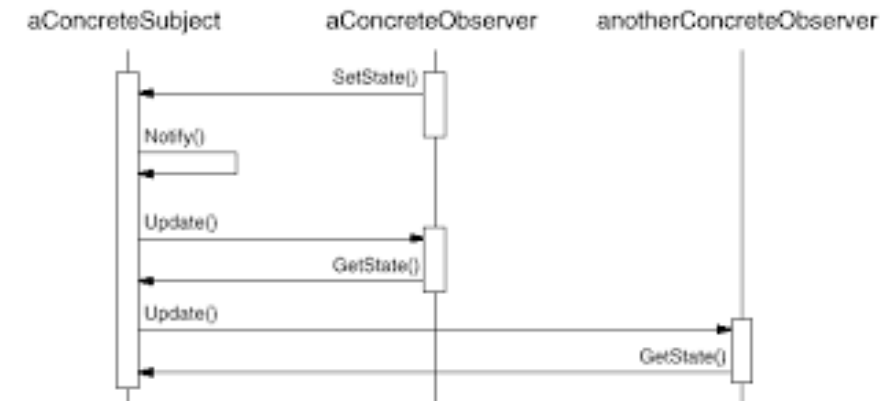 aConcreteSubject aConcreteObserver anotherConcreteObserver
SetState()
Notify()
Update()
GetState()
Update()
GetState()